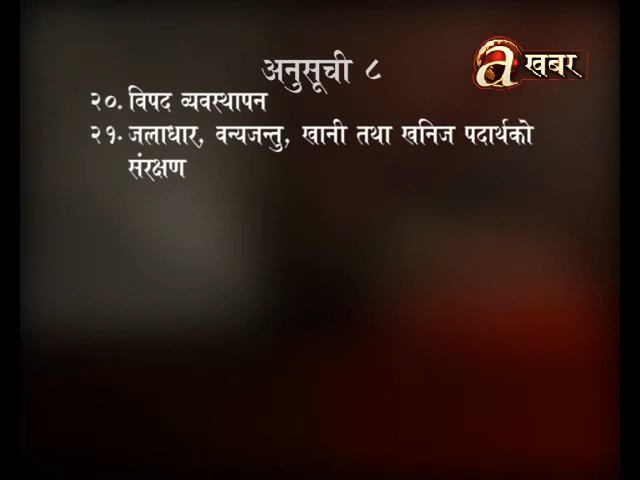 अनुसूची ८
a खबर
२०. विपद व्यवस्थापन
२१. जलाधार, वन्यजन्तु, खानी तथा खनिज पदार्थको
संरक्षण